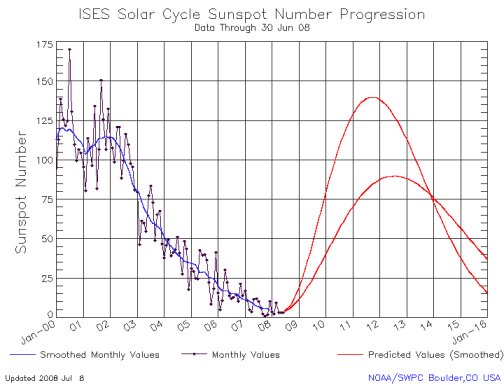 ISES Solar Cycle Sunspot Number Progression
Data Through 30 Jun 08
Sunspot Number
175
150
125
100
75
50
25
0
Jan-00 01 02 03 04 05 06 07 08 09 10 11 12 13 14 15 Jan-16
Smoothed Monthly Values Monthly Values Predicted Values (Smoothed)
Updated 2008 Jul 8 NOAA/SWPC Boulder,CO USA